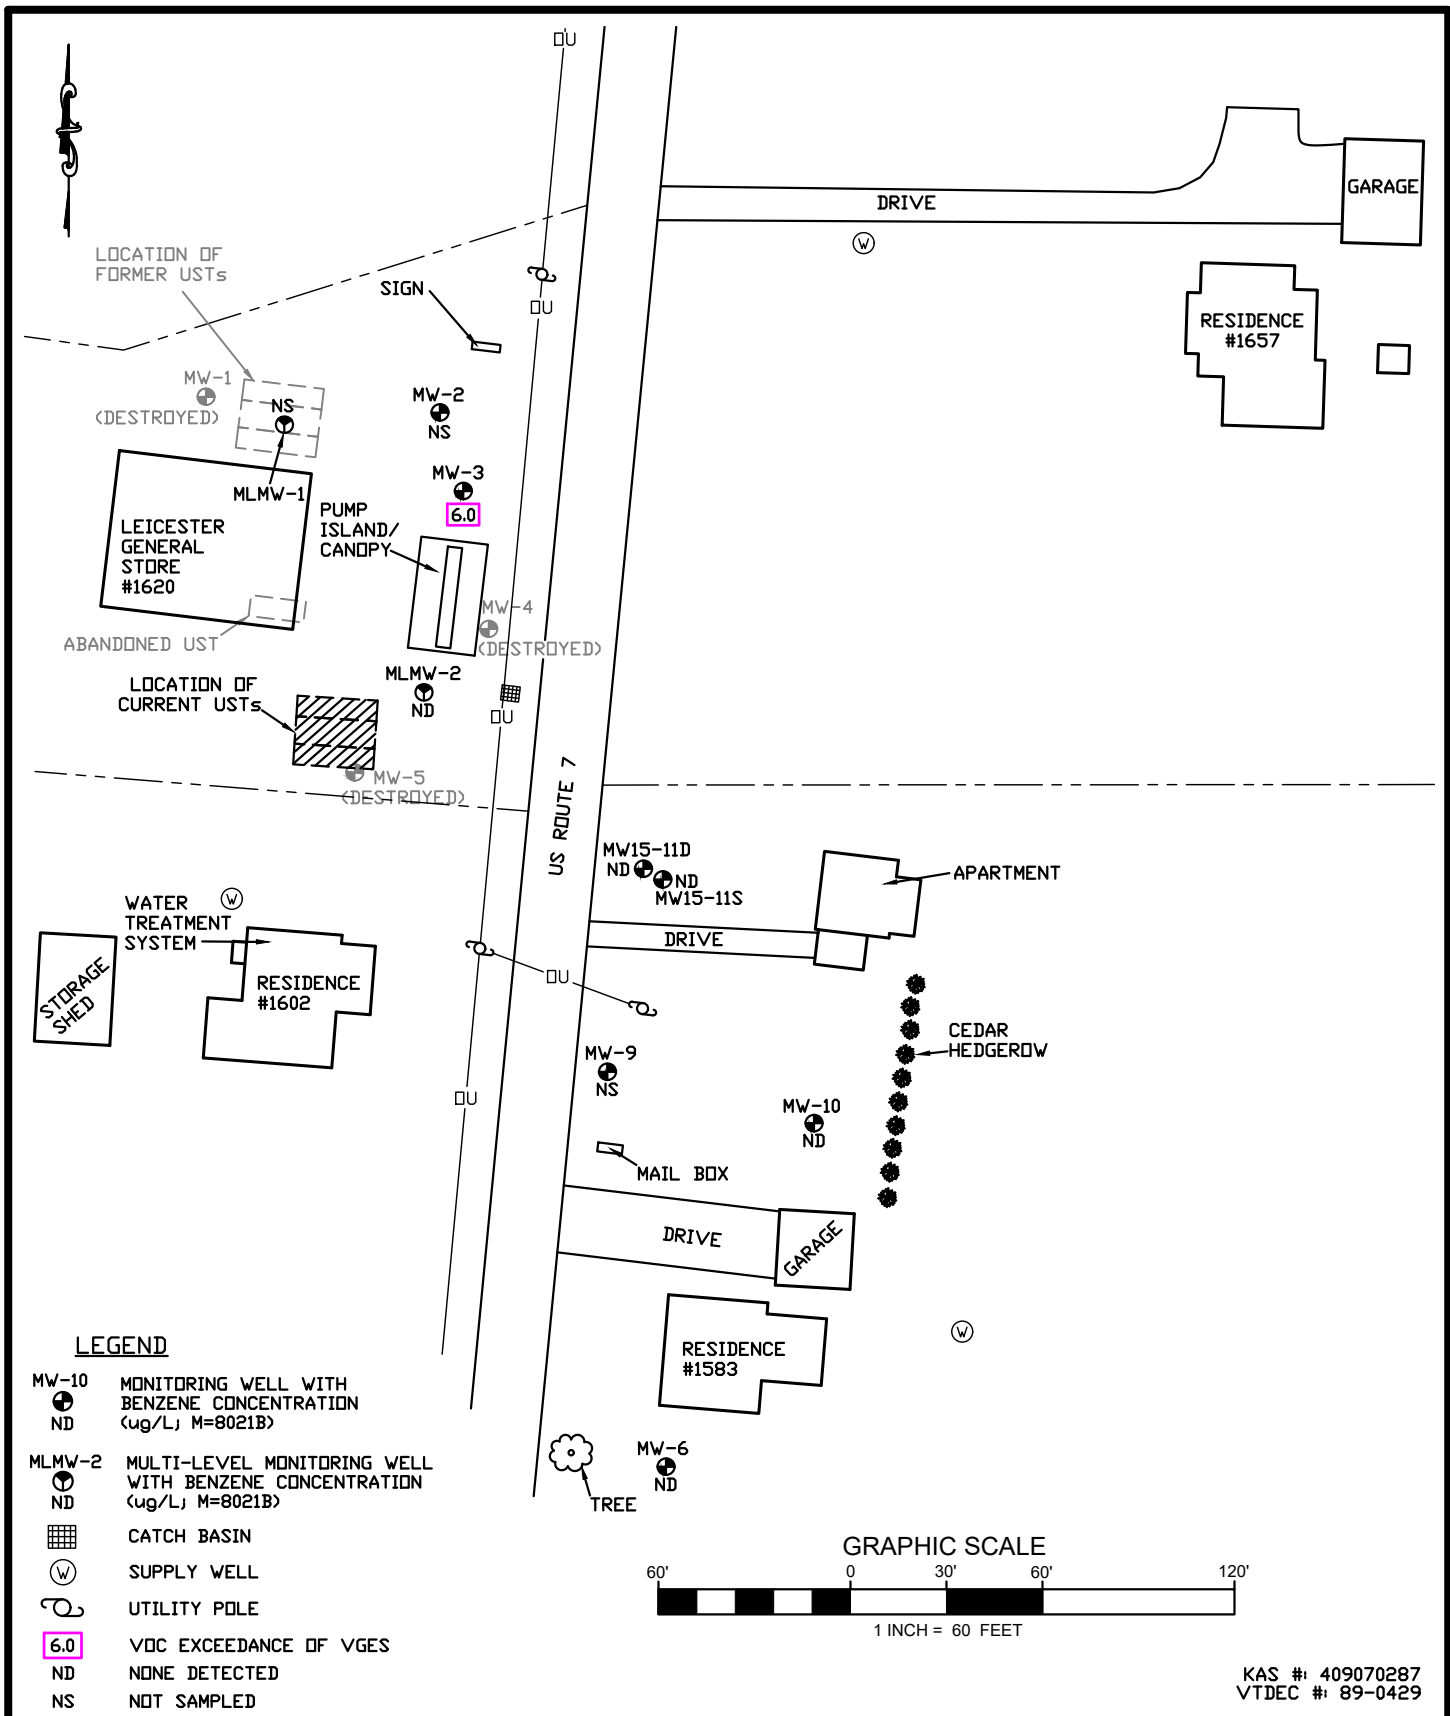 OU
DRIVE
GARAGE
W
LOCATION OF
FORMER USTs
SIGN
OU
RESIDENCE
#1657
MW-1
(DESTROYED)
NS
MLMW-1
MW-2
NS
MW-3
6.0
PUMP
ISLAND/
CANOPY
LEICESTER
GENERAL
STORE
#1620
MW-4
(DESTROYED)
ABANDONED UST
MLMW-2
ND
LOCATION OF
CURRENT USTs
OU
MW-5
(DESTROYED)
US ROUTE 7
MW15-11D
ND
ND
MW15-11S
APARTMENT
DRIVE
W
WATER
TREATMENT
SYSTEM
STORAGE
SHED
RESIDENCE
#1602
OU
CEDAR
HEDGEROW
MW-9
NS
OU
MW-10
ND
MAIL BOX
DRIVE
GARAGE
W
RESIDENCE
#1583
MW-6
ND
TREE
LEGEND
MW-10
ND
MONITORING WELL WITH
BENZENE CONCENTRATION
(ug/L; M=8021B)
MLMW-2
ND
MULTI-LEVEL MONITORING WELL
WITH BENZENE CONCENTRATION
(ug/L; M=8021B)
CATCH BASIN
W SUPPLY WELL
UTILITY POLE
6.0 VOC EXCEEDANCE OF VGES
ND NONE DETECTED
NS NOT SAMPLED
GRAPHIC SCALE
60' 0 30' 60' 120'
1 INCH = 60 FEET
KAS #: 409070287
VTDEC #: 89-0429